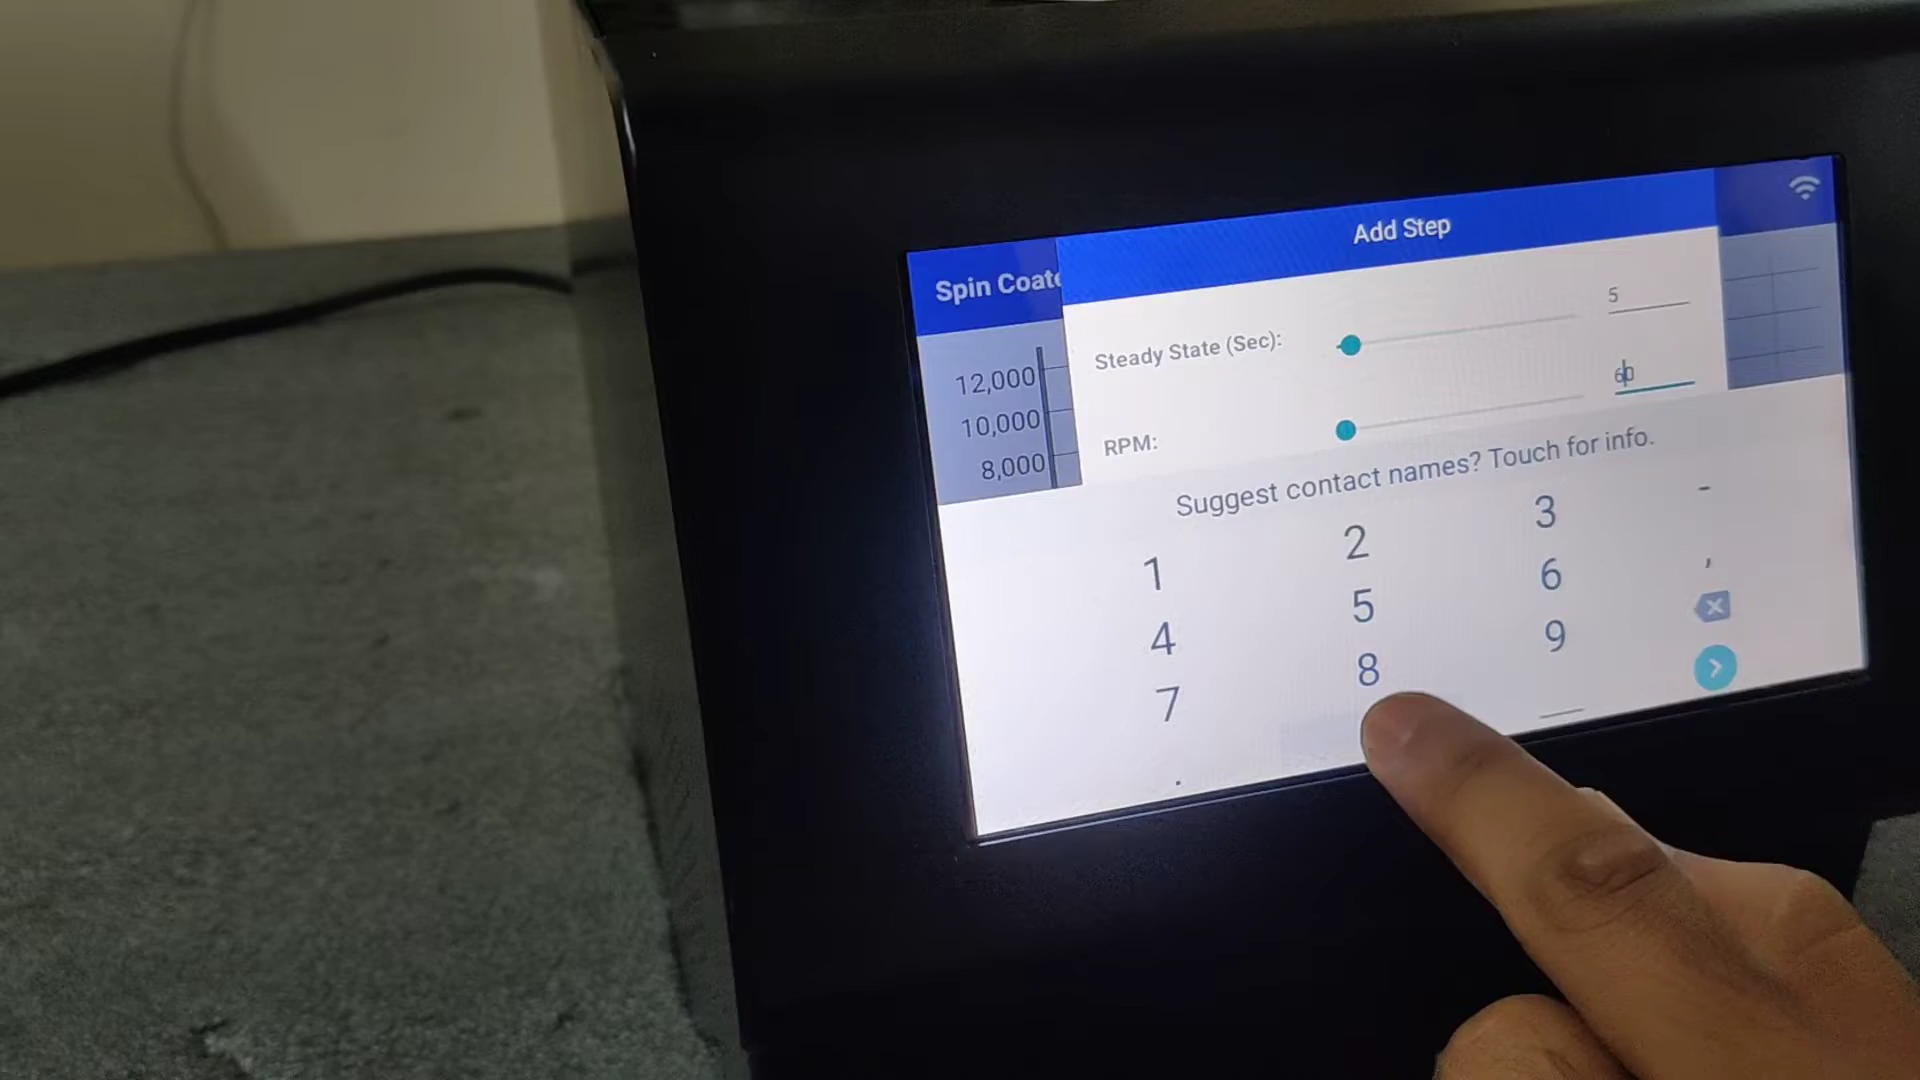 Add Step
Spin Coate
5
Steady State (Sec):
12,000
60
10,000
RPM:
8,000
Suggest contact names? Touch for info.
1 2 3 -
4 5 6 ,
7 8 9
.